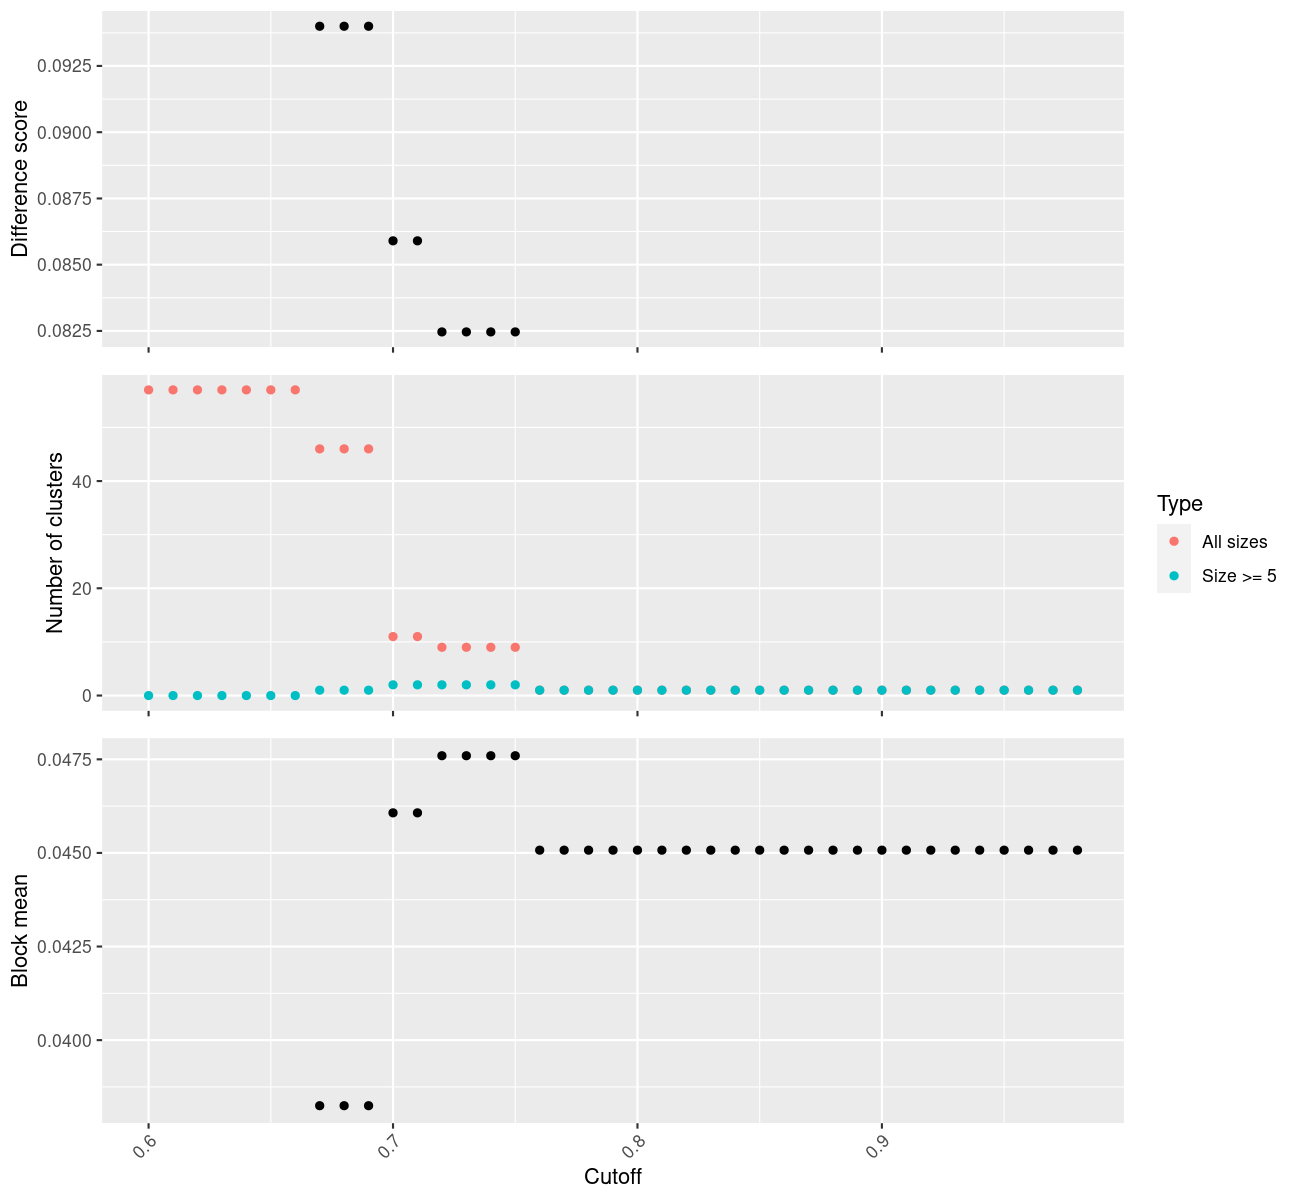 Difference score
0.0925
0.0900
0.0875
0.0850
0.0825
Number of clusters
40
20
0
Type
All sizes
Size >= 5
Block mean
0.0475
0.0450
0.0425
0.0400
0.6
0.7
0.8
0.9
Cutoff